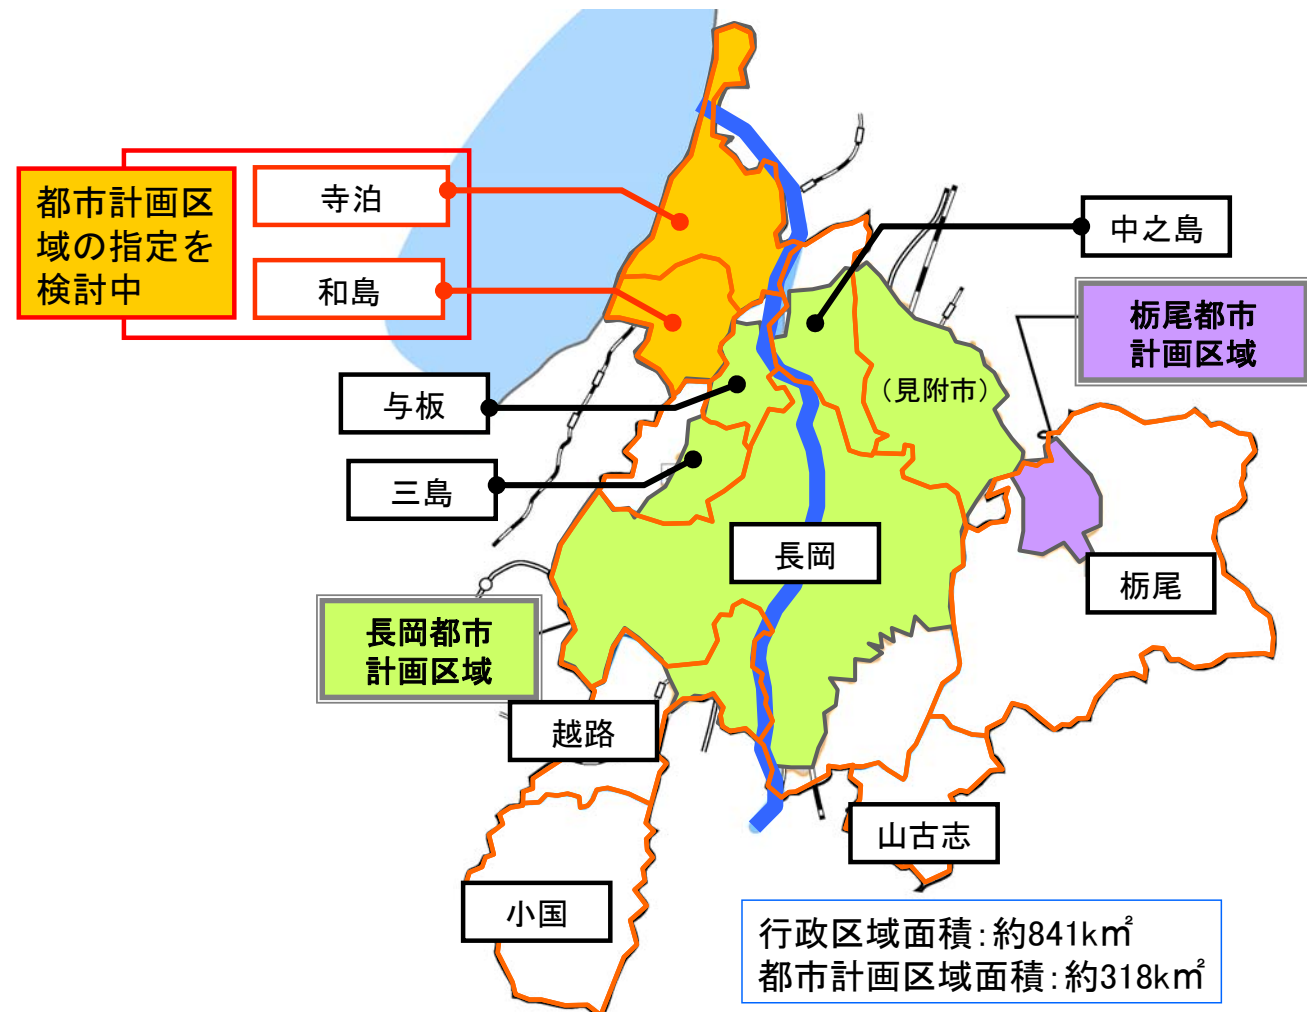 都市計画区
域の指定を
検討中
寺泊
和島
中之島
栃尾都市
計画区域
与板
(見附市)
三島
長岡
栃尾
長岡都市
計画区域
越路
山古志
小国
行政区域面積:約841k㎡
都市計画区域面積:約318k㎡